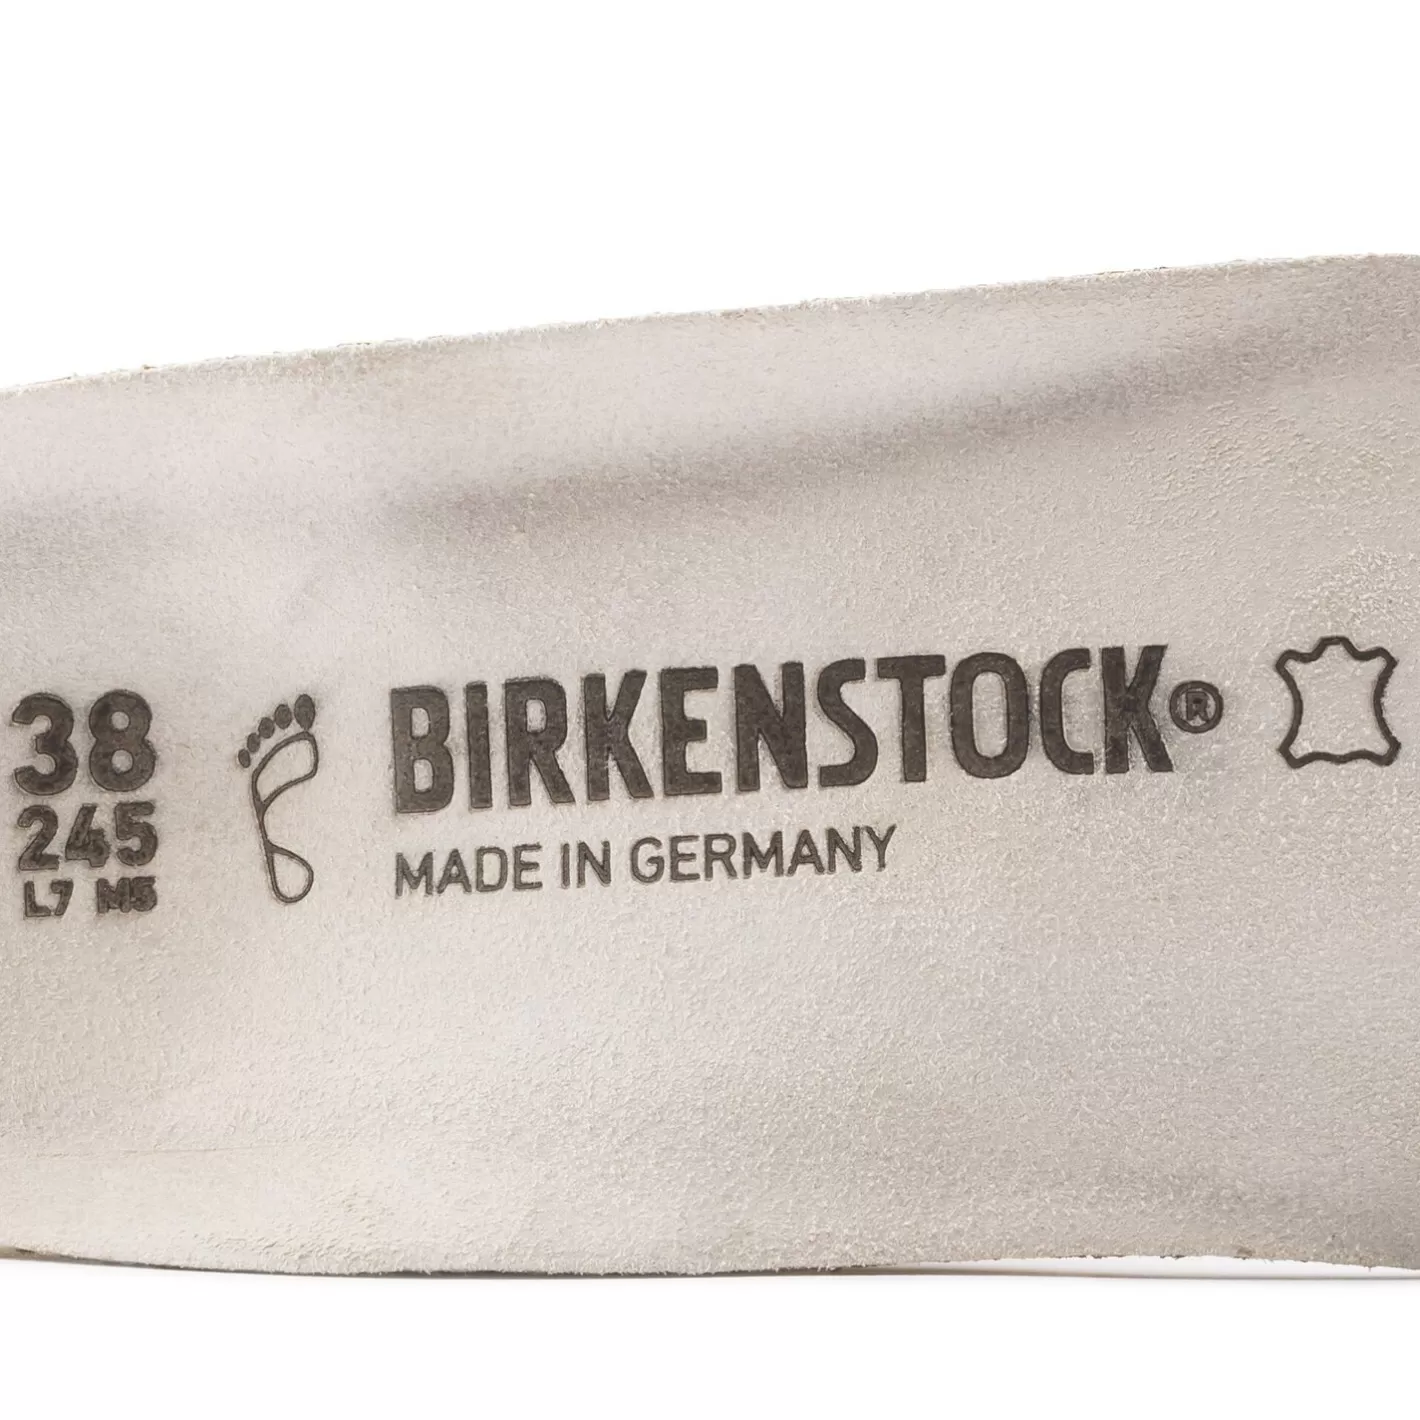 38
245
L7 M5
BIRKENSTOCK®
MADE IN GERMANY